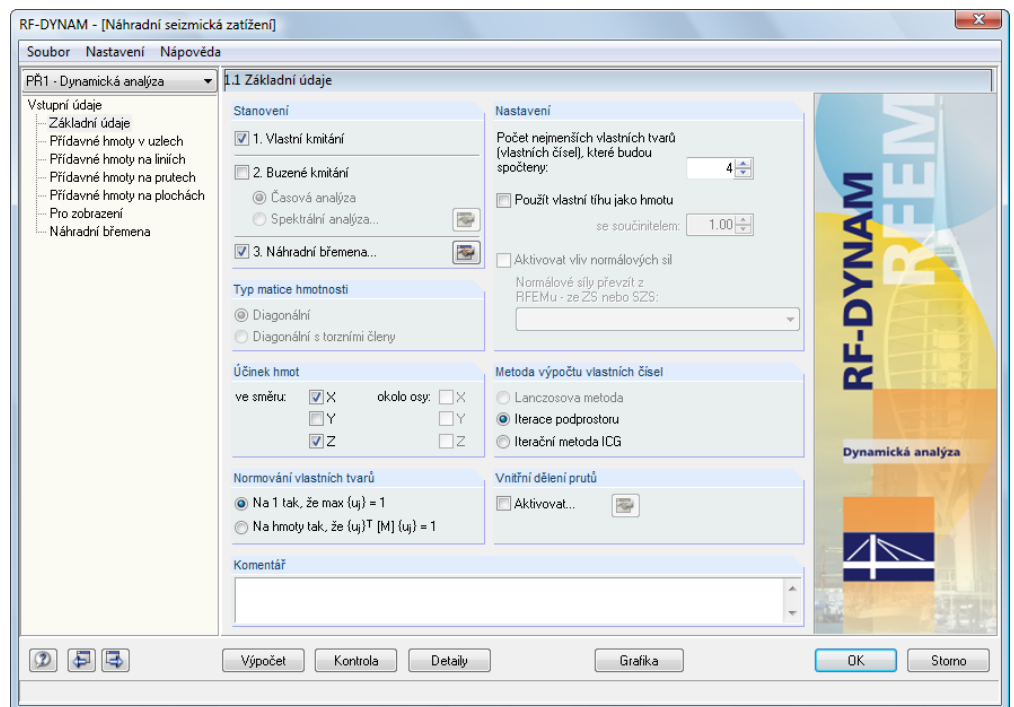 RF-DYNAM - [Náhradní seizmická zatížení]
Soubor Nastavení Nápověda
PŘ1 - Dynamická analýza
1.1 Základní údaje
Vstupní údaje
Základní údaje
Přídavné hmoty v uzlech
Přídavné hmoty na liniích
Přídavné hmoty na prutech
Přídavné hmoty na plochách
Pro zobrazení
Náhradní břemena
Stanovení
1. Vlastní kmitání
2. Buzené kmitání
Časová analýza
Spektrální analýza...
3. Náhradní břemena...
Typ matice hmotnosti
Diagonální
Diagonální s torzními členy
Účinek hmot
ve směru: X okolo osy: X
Y Y
Z Z
Normování vlastních tvarů
Na 1 tak, že max {uj} = 1
Na hmoty tak, že {uj}T [M] {uj} = 1
Nastavení
Počet nejmenších vlastních tvarů
(vlastních čísel), které budou
spočteny: 4
Použít vlastní tíhu jako hmotu
se součinitelem: 1.00
Aktivovat vliv normálových sil
Normálové síly převzít z
RFEMu - ze ZS nebo SZS:
Metoda výpočtu vlastních čísel
Lanczosova metoda
Iterace podprostoru
Iterační metoda ICG
Vnitřní dělení prutů
Aktivovat...
Komentář
RFEM
RF-DYNAM
Dynamická analýza
Výpočet Kontrola Detaily Grafika OK Storno